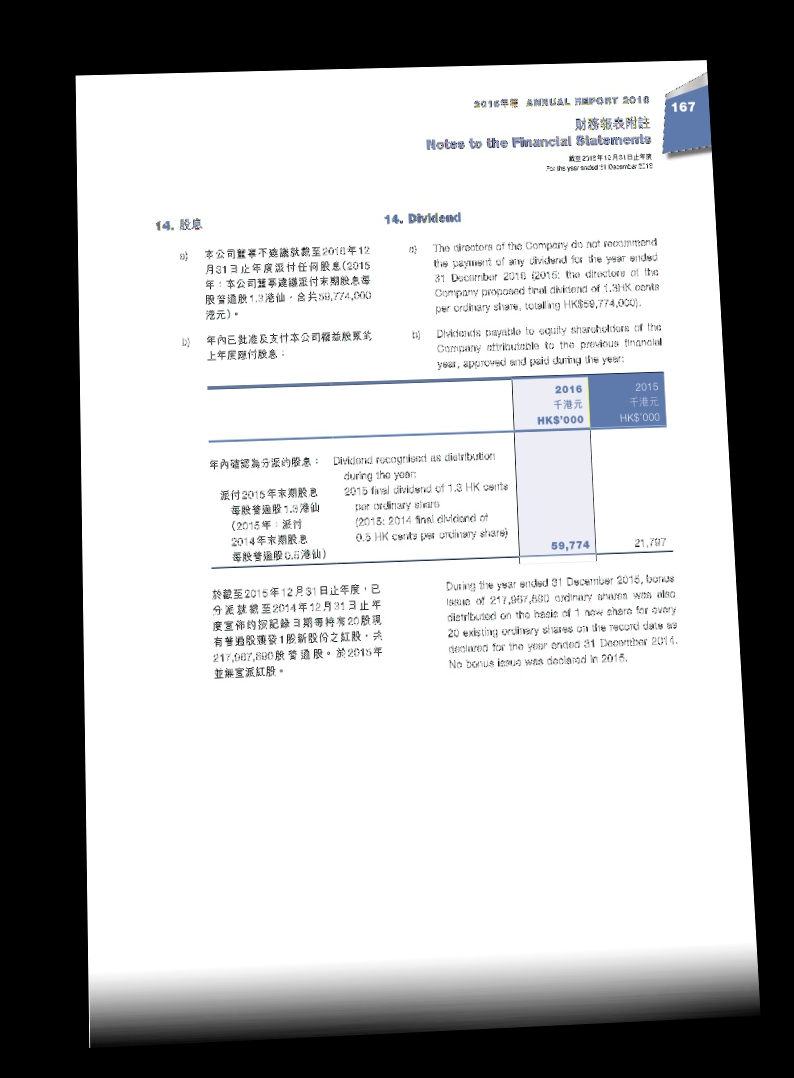 2016年報 ANNUAL REPORT 2016
167
財務報表附註
Notes to the Financial Statements
截至2016年12月31日止年度
For the year ended 31 December 2016
14. 股息
a) 本公司董事不建議就截至2016年12
月31日止年度派付任何股息(2015
年：本公司董事建議派付末期股息每
股普通股1.3港仙，合共59,774,000
港元)。
b) 年內已批准及支付本公司權益股東的
上年度應付股息：
14. Dividend
a) The directors of the Company do not recommend
the payment of any dividend for the year ended
31 December 2016 (2015: the directors of the
Company proposed final dividend of 1.3HK cents
per ordinary share, totalling HK$59,774,000).
b) Dividends payable to equity shareholders of the
Company attributable to the previous financial
year, approved and paid during the year:
2016 2015
千港元 千港元
HK$'000 HK$'000
年內確認為分派的股息： Dividend recognised as distribution
during the year:
派付2015年末期股息 2015 final dividend of 1.3 HK cents
每股普通股1.3港仙 per ordinary share
(2015年：派付 (2015: 2014 final dividend of
2014年末期股息 0.5 HK cents per ordinary share)
每股普通股0.5港仙) 59,774 21,797
於截至2015年12月31日止年度，已
分派就截至2014年12月31日止年
度宣佈的按記錄日期每持有20股現
有普通股獲發1股新股份之紅股，共
217,967,890股普通股。於2015年
並無宣派紅股。
During the year ended 31 December 2015, bonus
issue of 217,967,890 ordinary shares was also
distributed on the basis of 1 new share for every
20 existing ordinary shares on the record date as
declared for the year ended 31 December 2014.
No bonus issue was declared in 2015.